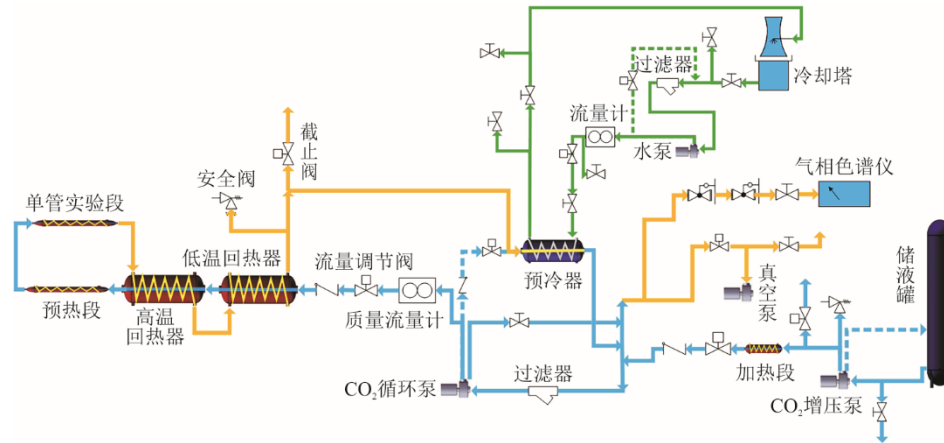 冷却塔
过滤器
流量计
水泵
截
止
阀
安全阀
气相色谱仪
单管实验段
低温回热器
流量调节阀
预冷器
储
液
罐
真
空
泵
预热段
高温
回热器
质量流量计
加热段
CO₂循环泵
过滤器
CO₂增压泵